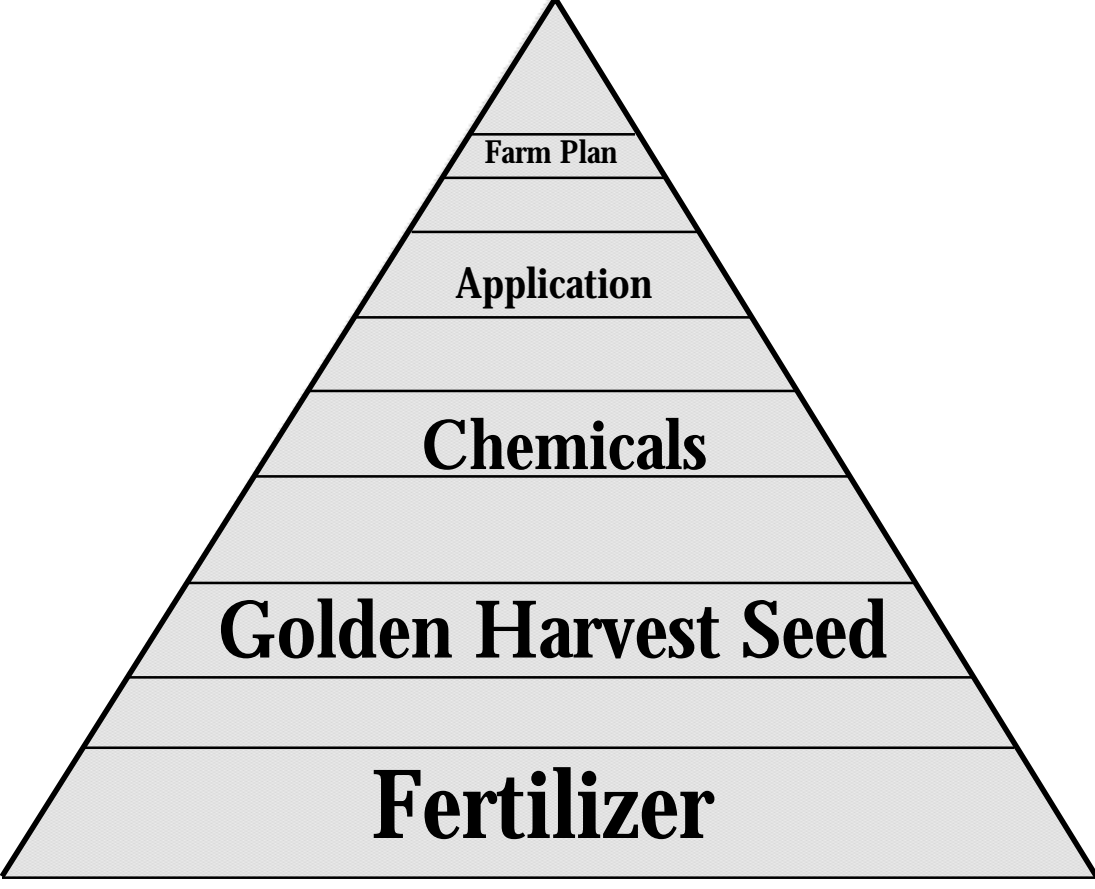 Farm Plan
Application
Chemicals
Golden Harvest Seed
Fertilizer